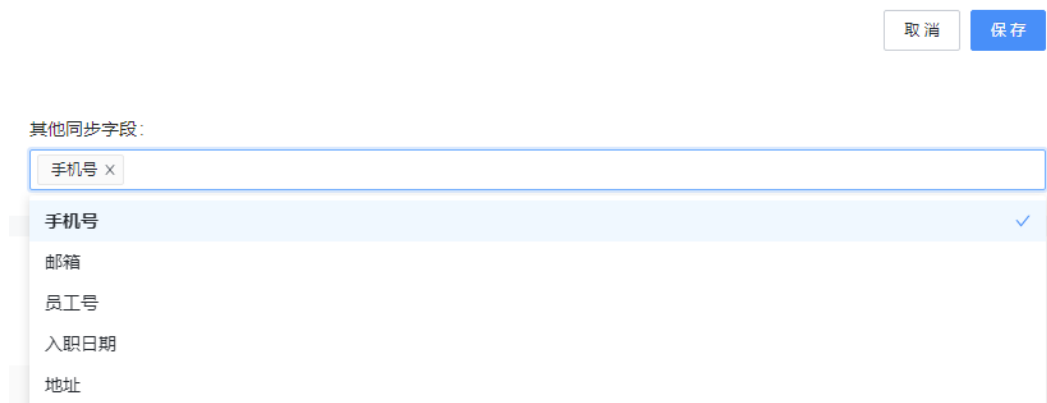 取消 保存
其他同步字段:
手机号 ×
手机号
邮箱
员工号
入职日期
地址